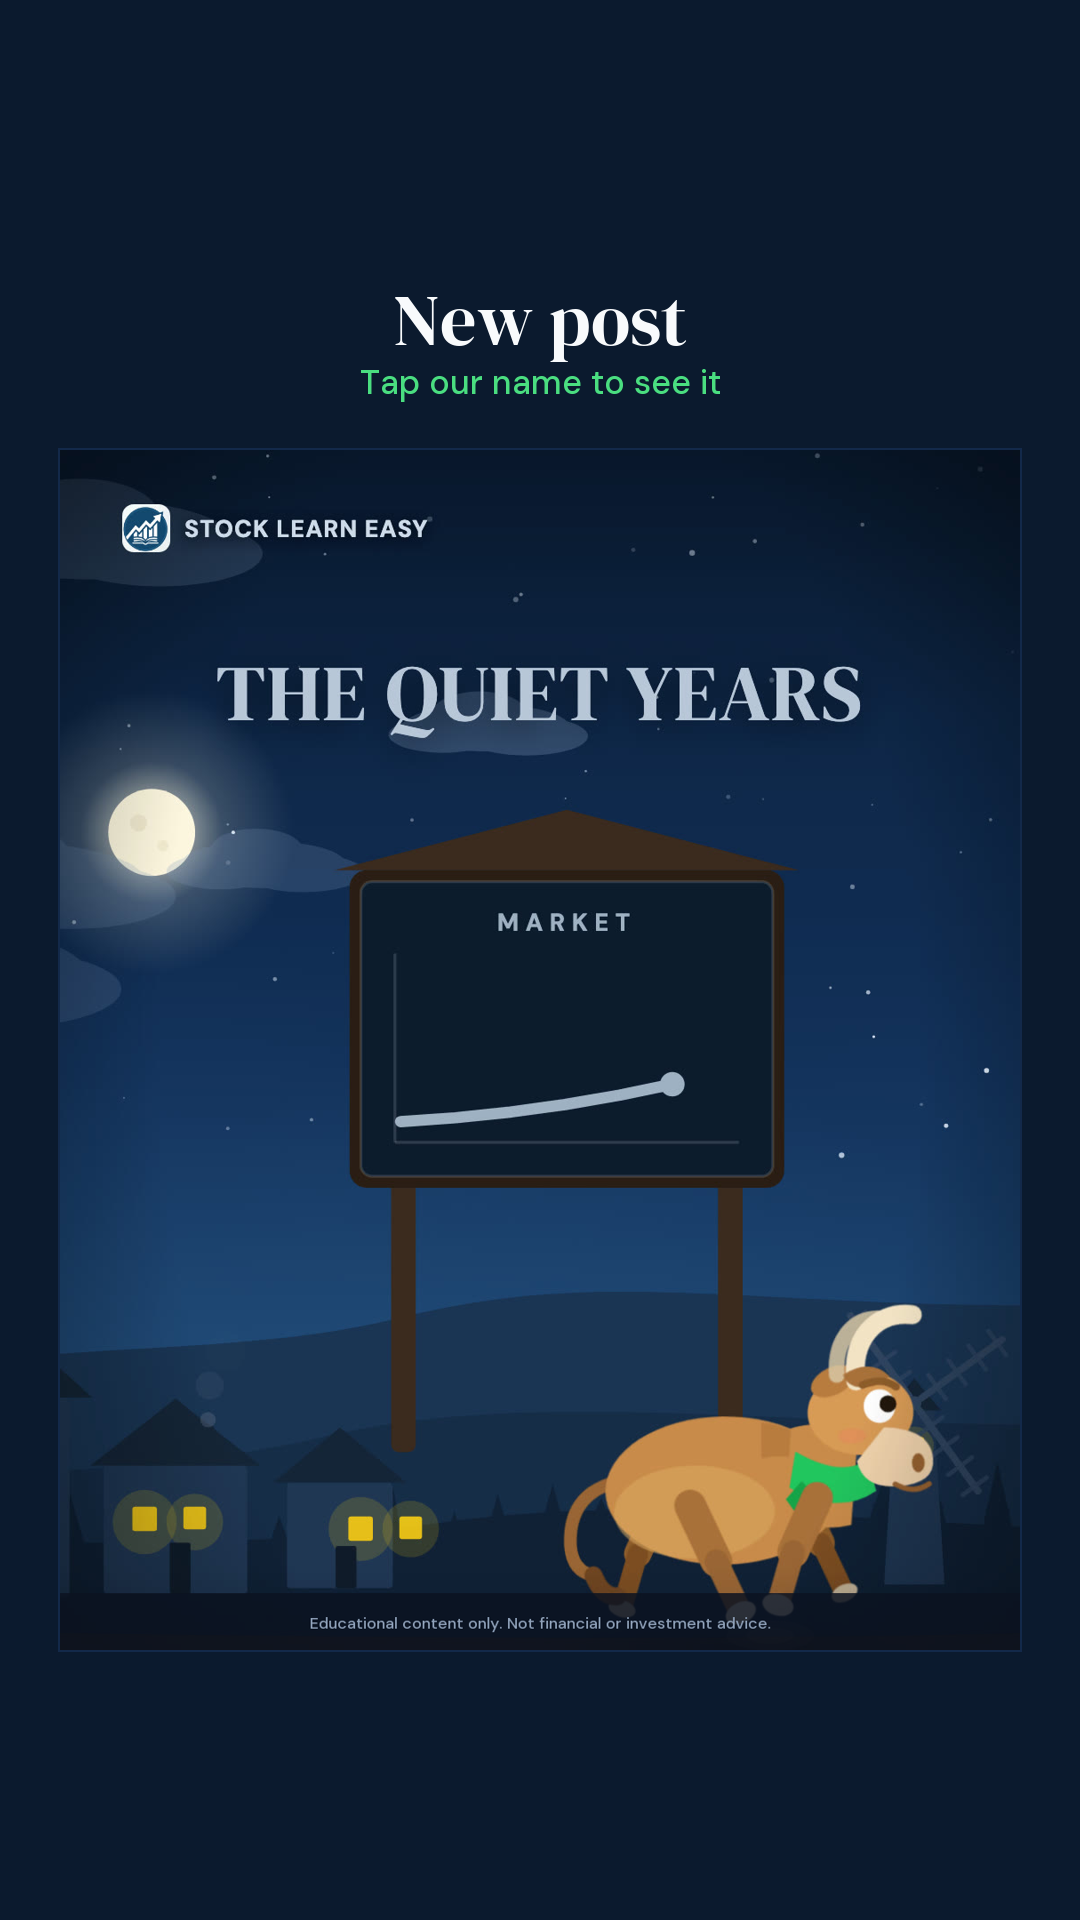 New post
Tap our name to see it
STOCK LEARN EASY
THE QUIET YEARS
MARKET
Educational content only. Not financial or investment advice.